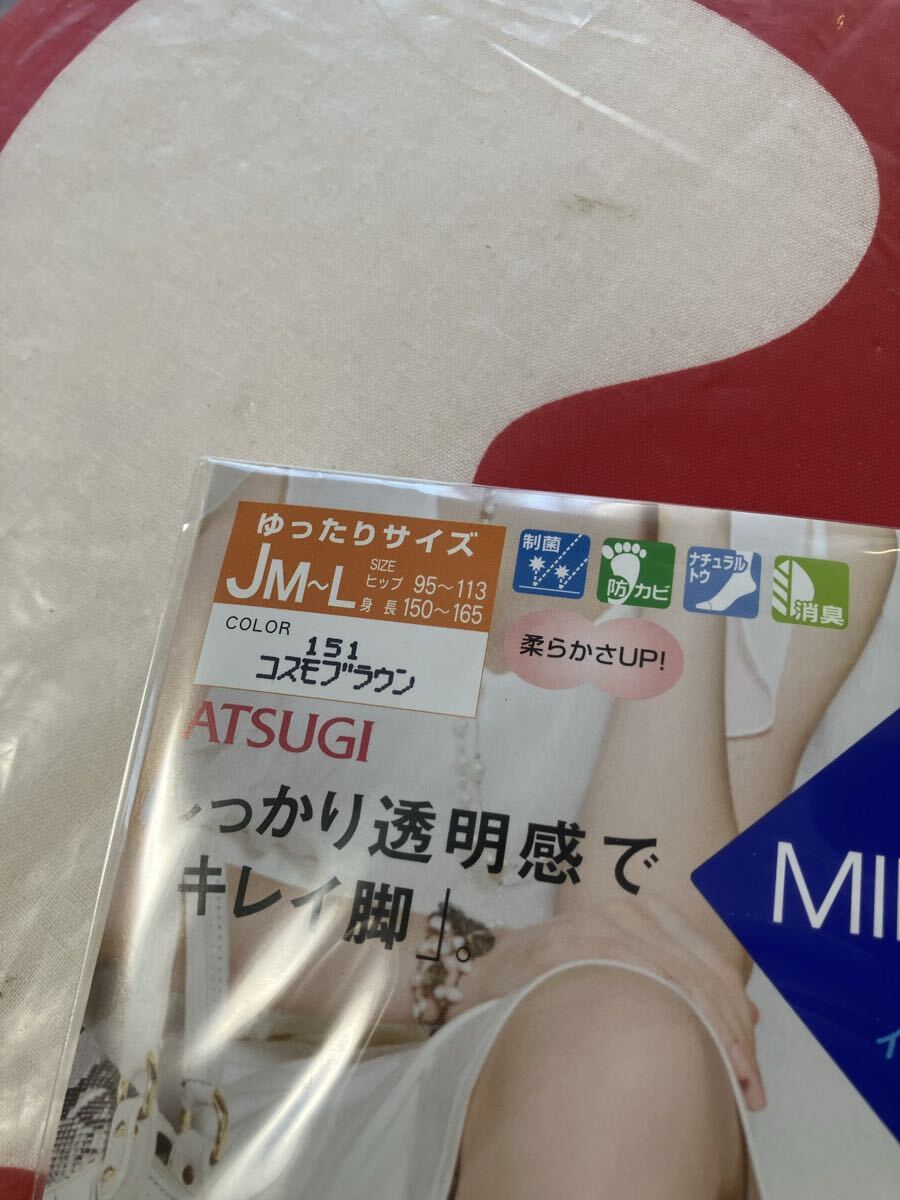 ゆったりサイズ
JM~L
SIZE
ヒップ 95~113
身長 150~165
COLOR
151
コスモブラウン
制菌
防カビ
ナチュラル
トウ
消臭
柔らかさUP!
ATSUGI
っかり透明感で
キレイ脚」。
MI